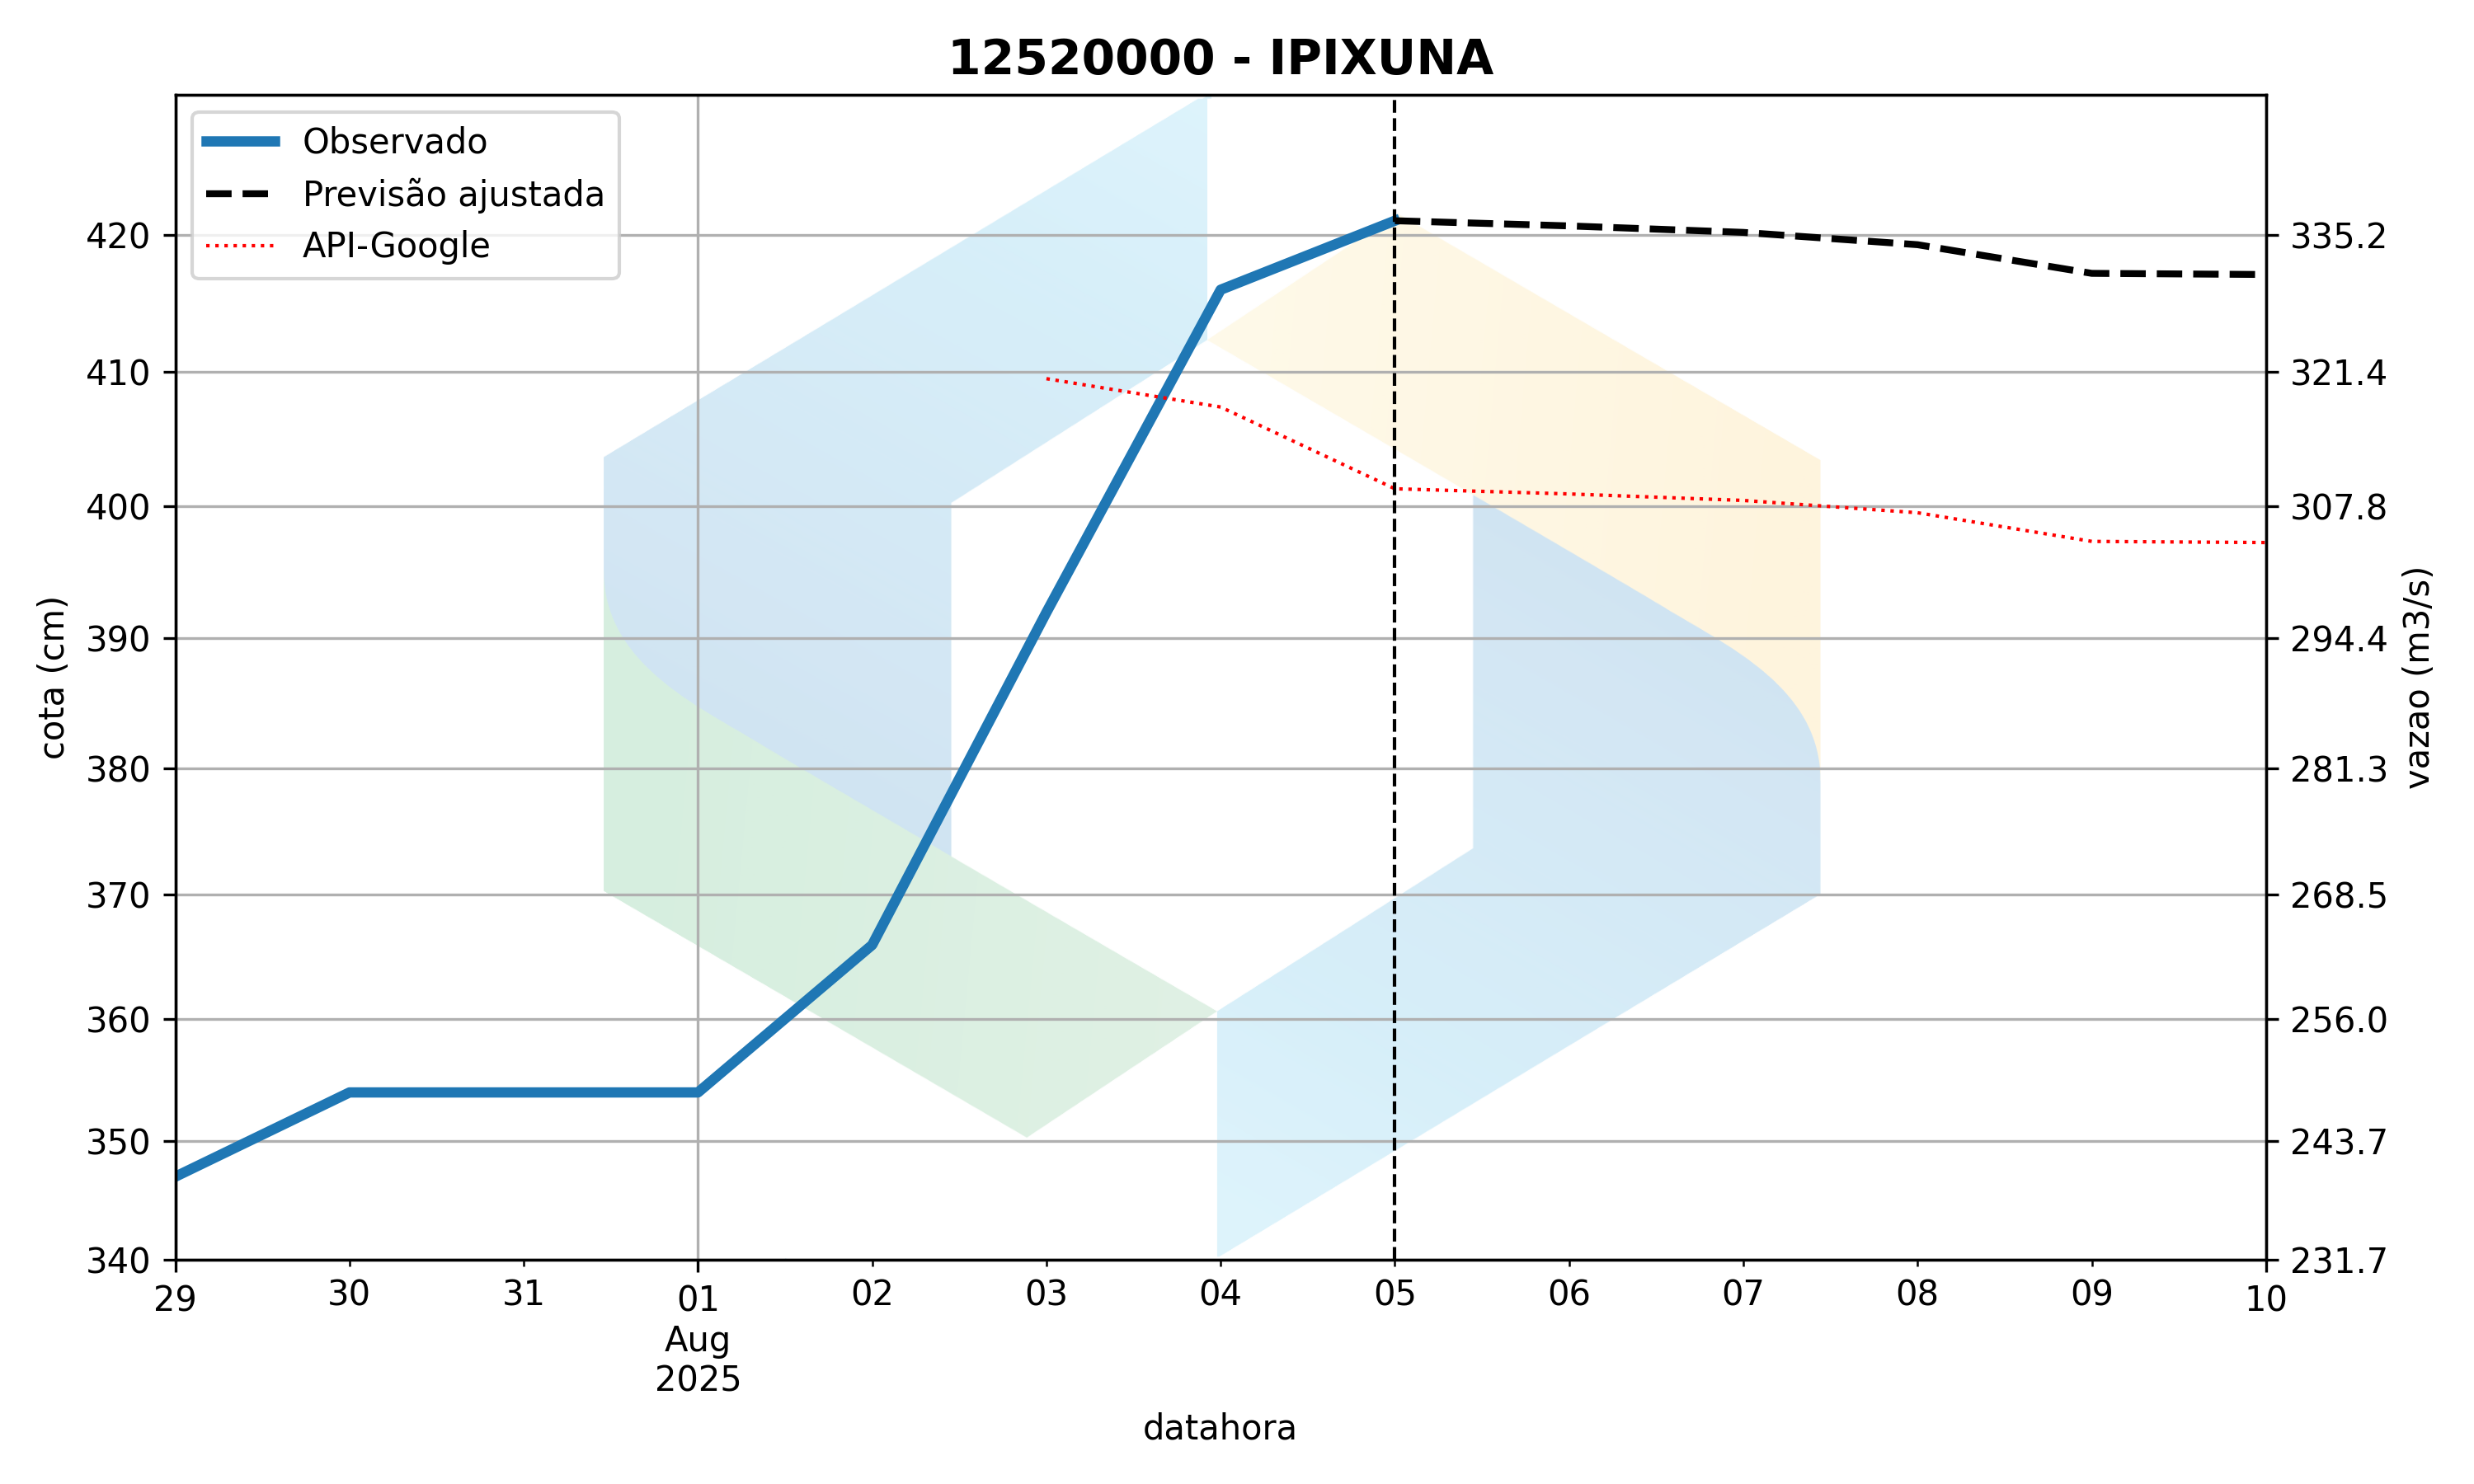 12520000 - IPIXUNA
Observado
Previsão ajustada
API-Google
420
410
400
390
380
370
360
350
340
cota (cm)
335.2
321.4
307.8
294.4
281.3
268.5
256.0
243.7
231.7
vazao (m3/s)
29 30 31 01 02 03 04 05 06 07 08 09 10
Aug
2025
datahora